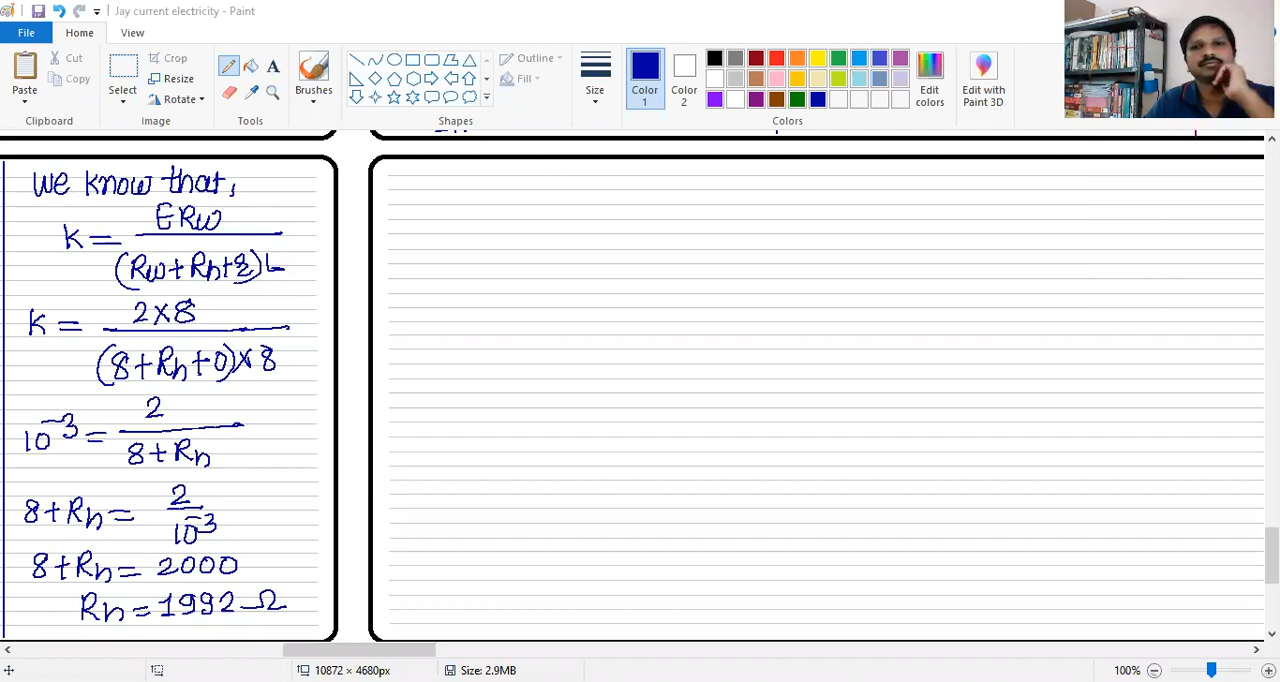 Jay current electricity - Paint
File Home View
Paste
Cut
Copy
Clipboard
Select
Crop
Resize
Rotate
Image
Tools
Brushes
Shapes
Outline
Fill
Size
Color 1
Color 2
Colors
Edit colors
Edit with Paint 3D
We know that,
K = ERw / (Rw+Rh+r)L
K = 2×8 / (8+Rh+0)×8
10⁻³ = 2 / 8+Rh
8+Rh = 2 / 10⁻³
8+Rh = 2000
Rh = 1992 Ω
10872 × 4680px
Size: 2.9MB
100%